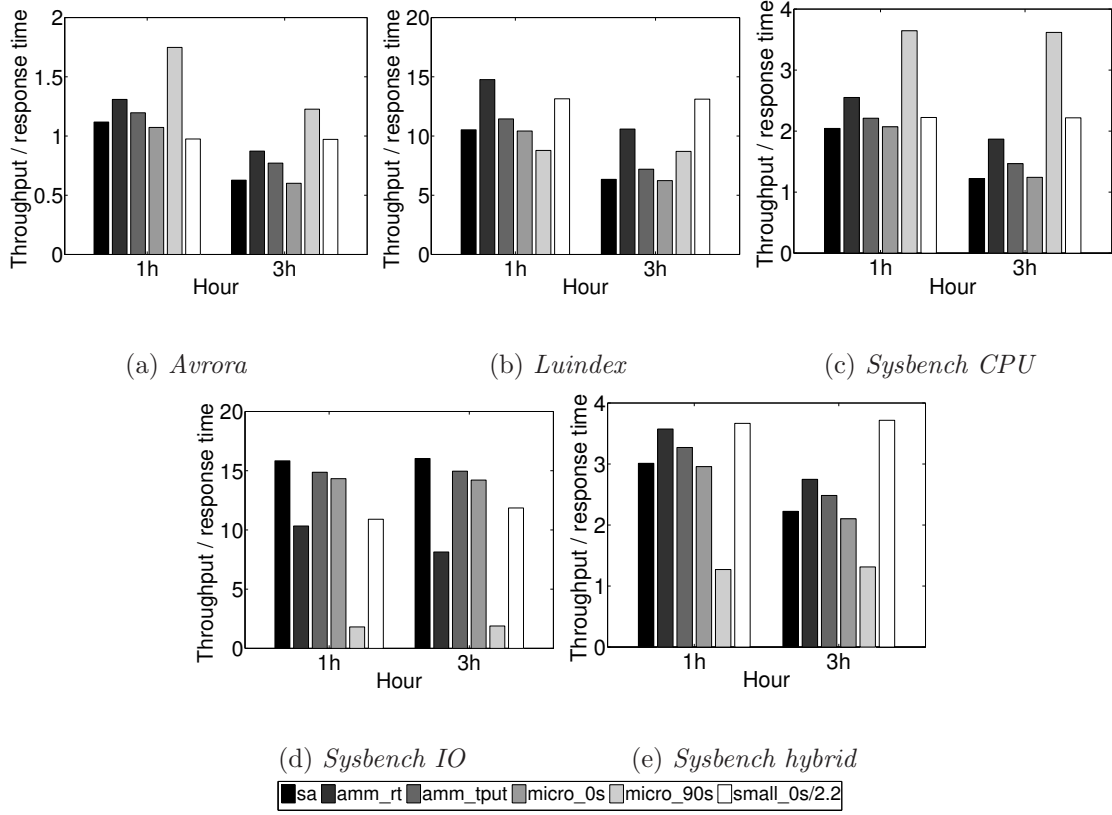 Throughput / response time
2
1.5
1
0.5
0
1h
3h
Hour
(a) Avrora
Throughput / response time
20
15
10
5
0
1h
3h
Hour
(b) Luindex
Throughput / response time
4
3
2
1
0
1h
3h
Hour
(c) Sysbench CPU
Throughput / response time
20
15
10
5
0
1h
3h
Hour
(d) Sysbench IO
Throughput / response time
4
3
2
1
0
1h
3h
Hour
(e) Sysbench hybrid
sa amm_rt amm_tput micro_0s micro_90s small_0s/2.2